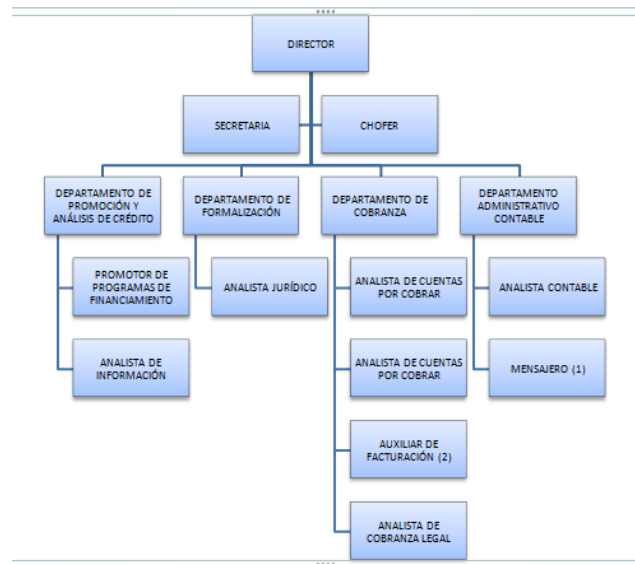 DIRECTOR
SECRETARIA
CHOFER
DEPARTAMENTO DE
PROMOCIÓN Y
ANÁLISIS DE CRÉDITO
DEPARTAMENTO DE
FORMALIZACIÓN
DEPARTAMENTO DE
COBRANZA
DEPARTAMENTO
ADMINISTRATIVO
CONTABLE
PROMOTOR DE
PROGRAMAS DE
FINANCIAMIENTO
ANALISTA JURÍDICO
ANALISTA DE CUENTAS
POR COBRAR
ANALISTA CONTABLE
ANALISTA DE
INFORMACIÓN
ANALISTA DE CUENTAS
POR COBRAR
MENSAJERO (1)
AUXILIAR DE
FACTURACIÓN (2)
ANALISTA DE
COBRANZA LEGAL